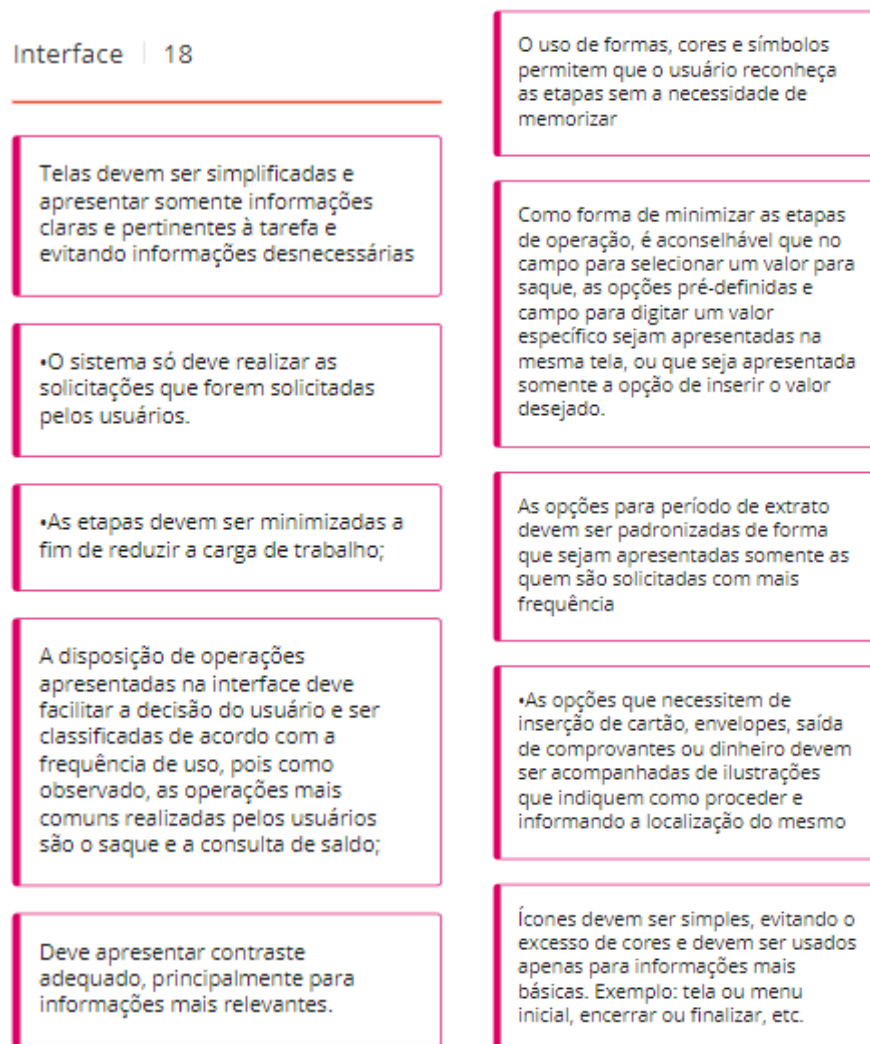 Interface | 18
Telas devem ser simplificadas e
apresentar somente informações
claras e pertinentes à tarefa e
evitando informações desnecessárias
•O sistema só deve realizar as
solicitações que forem solicitadas
pelos usuários.
•As etapas devem ser minimizadas a
fim de reduzir a carga de trabalho;
A disposição de operações
apresentadas na interface deve
facilitar a decisão do usuário e ser
classificadas de acordo com a
frequência de uso, pois como
observado, as operações mais
comuns realizadas pelos usuários
são o saque e a consulta de saldo;
Deve apresentar contraste
adequado, principalmente para
informações mais relevantes.
O uso de formas, cores e símbolos
permitem que o usuário reconheça
as etapas sem a necessidade de
memorizar
Como forma de minimizar as etapas
de operação, é aconselhável que no
campo para selecionar um valor para
saque, as opções pré-definidas e
campo para digitar um valor
específico sejam apresentadas na
mesma tela, ou que seja apresentada
somente a opção de inserir o valor
desejado.
As opções para período de extrato
devem ser padronizadas de forma
que sejam apresentadas somente as
quem são solicitadas com mais
frequência
•As opções que necessitem de
inserção de cartão, envelopes, saída
de comprovantes ou dinheiro devem
ser acompanhadas de ilustrações
que indiquem como proceder e
informando a localização do mesmo
Ícones devem ser simples, evitando o
excesso de cores e devem ser usados
apenas para informações mais
básicas. Exemplo: tela ou menu
inicial, encerrar ou finalizar, etc.